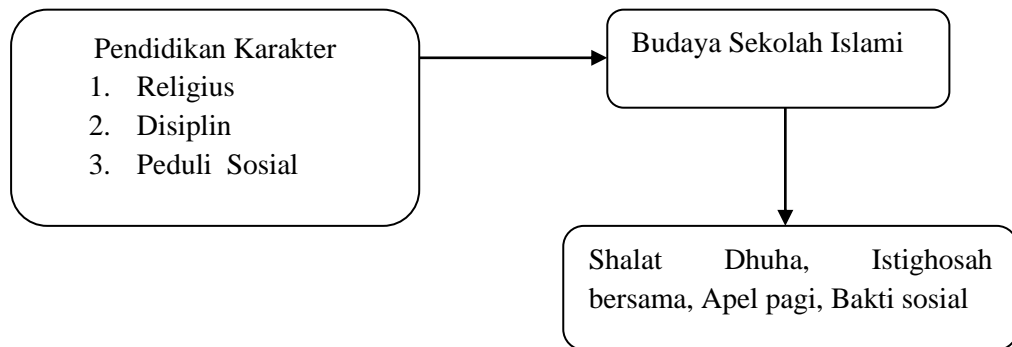 Pendidikan Karakter
1. Religius
2. Disiplin
3. Peduli Sosial
Budaya Sekolah Islami
Shalat Dhuha, Istighosah
bersama, Apel pagi, Bakti sosial